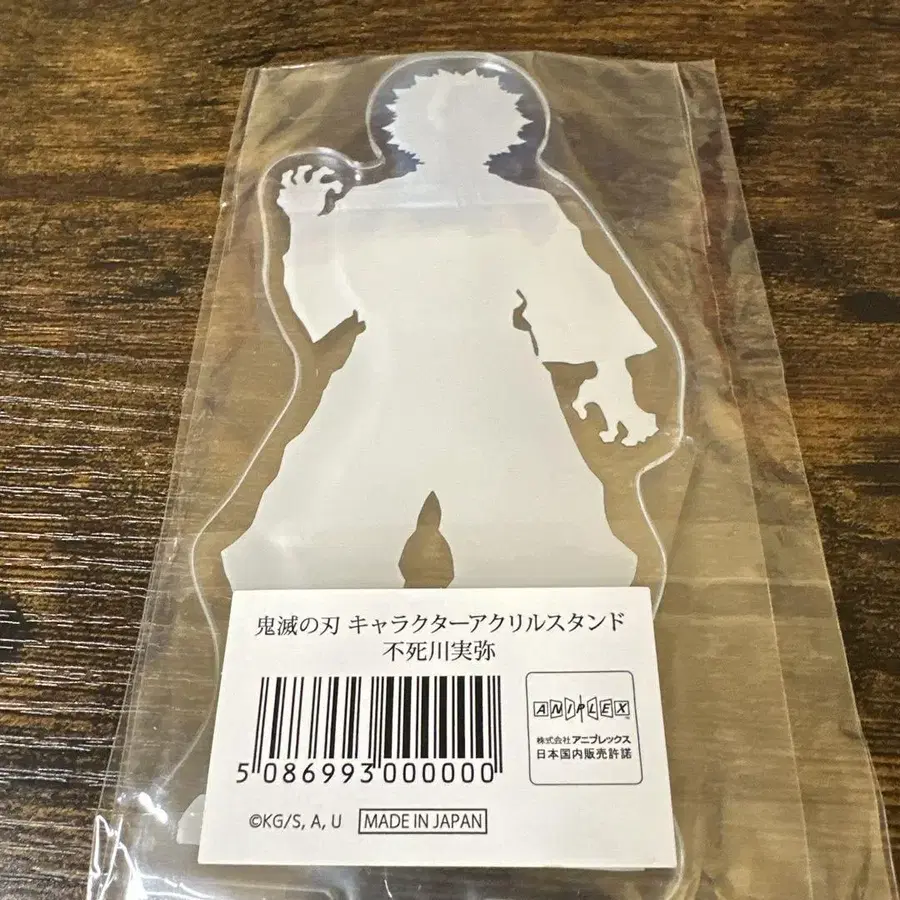 鬼滅の刃 キャラクターアクリルスタンド
不死川実弥
5 086993 000000
ANIPLEX
株式会社アニプレックス
日本国内販売許諾
©KG/S, A, U
MADE IN JAPAN